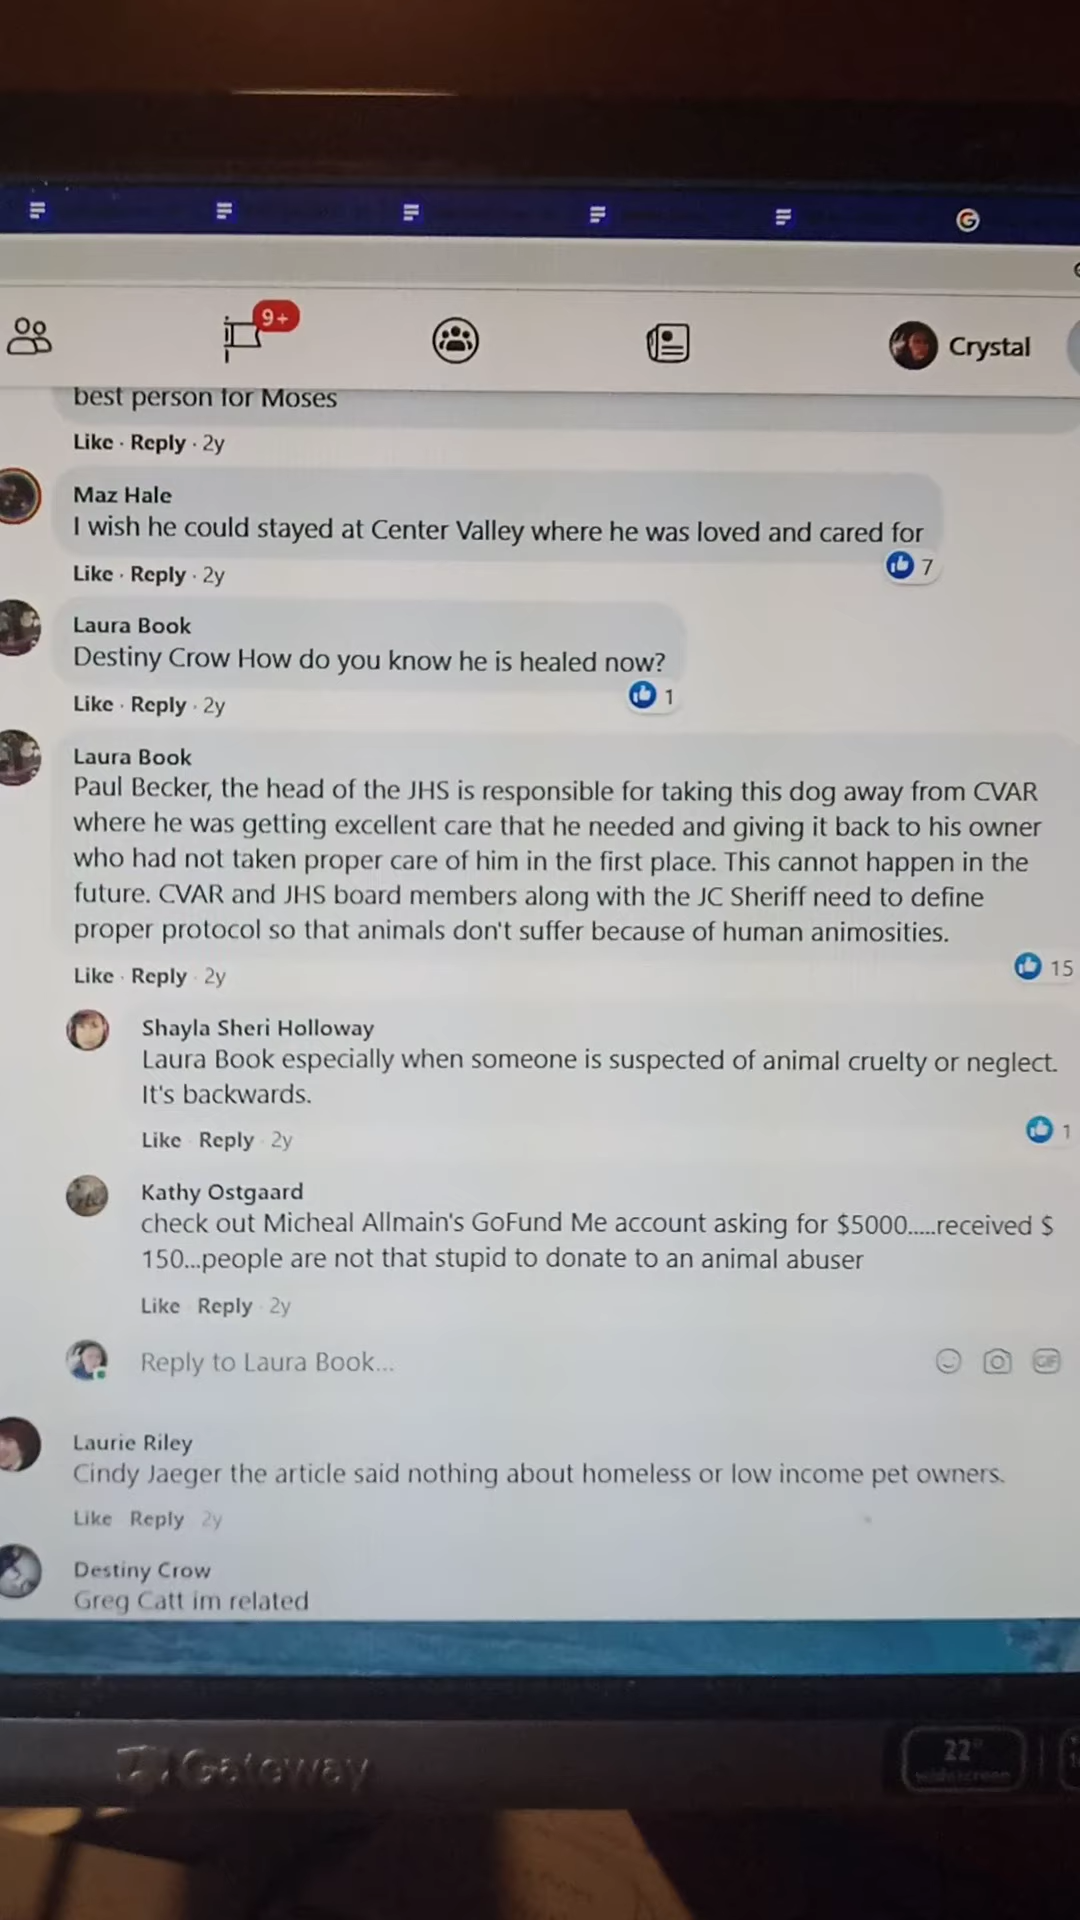 9+
Crystal
best person for Moses
Like · Reply · 2y
Maz Hale
I wish he could stayed at Center Valley where he was loved and cared for
7
Like · Reply · 2y
Laura Book
Destiny Crow How do you know he is healed now?
1
Like · Reply · 2y
Laura Book
Paul Becker, the head of the JHS is responsible for taking this dog away from CVAR
where he was getting excellent care that he needed and giving it back to his owner
who had not taken proper care of him in the first place. This cannot happen in the
future. CVAR and JHS board members along with the JC Sheriff need to define
proper protocol so that animals don't suffer because of human animosities.
15
Like · Reply · 2y
Shayla Sheri Holloway
Laura Book especially when someone is suspected of animal cruelty or neglect.
It's backwards.
Like · Reply · 2y
1
Kathy Ostgaard
check out Micheal Allmain's GoFund Me account asking for $5000.....received $
150...people are not that stupid to donate to an animal abuser
Like · Reply · 2y
Reply to Laura Book...
GIF
Laurie Riley
Cindy Jaeger the article said nothing about homeless or low income pet owners.
Like Reply 2y
Destiny Crow
Greg Catt im related
Gateway
22"
widescreen